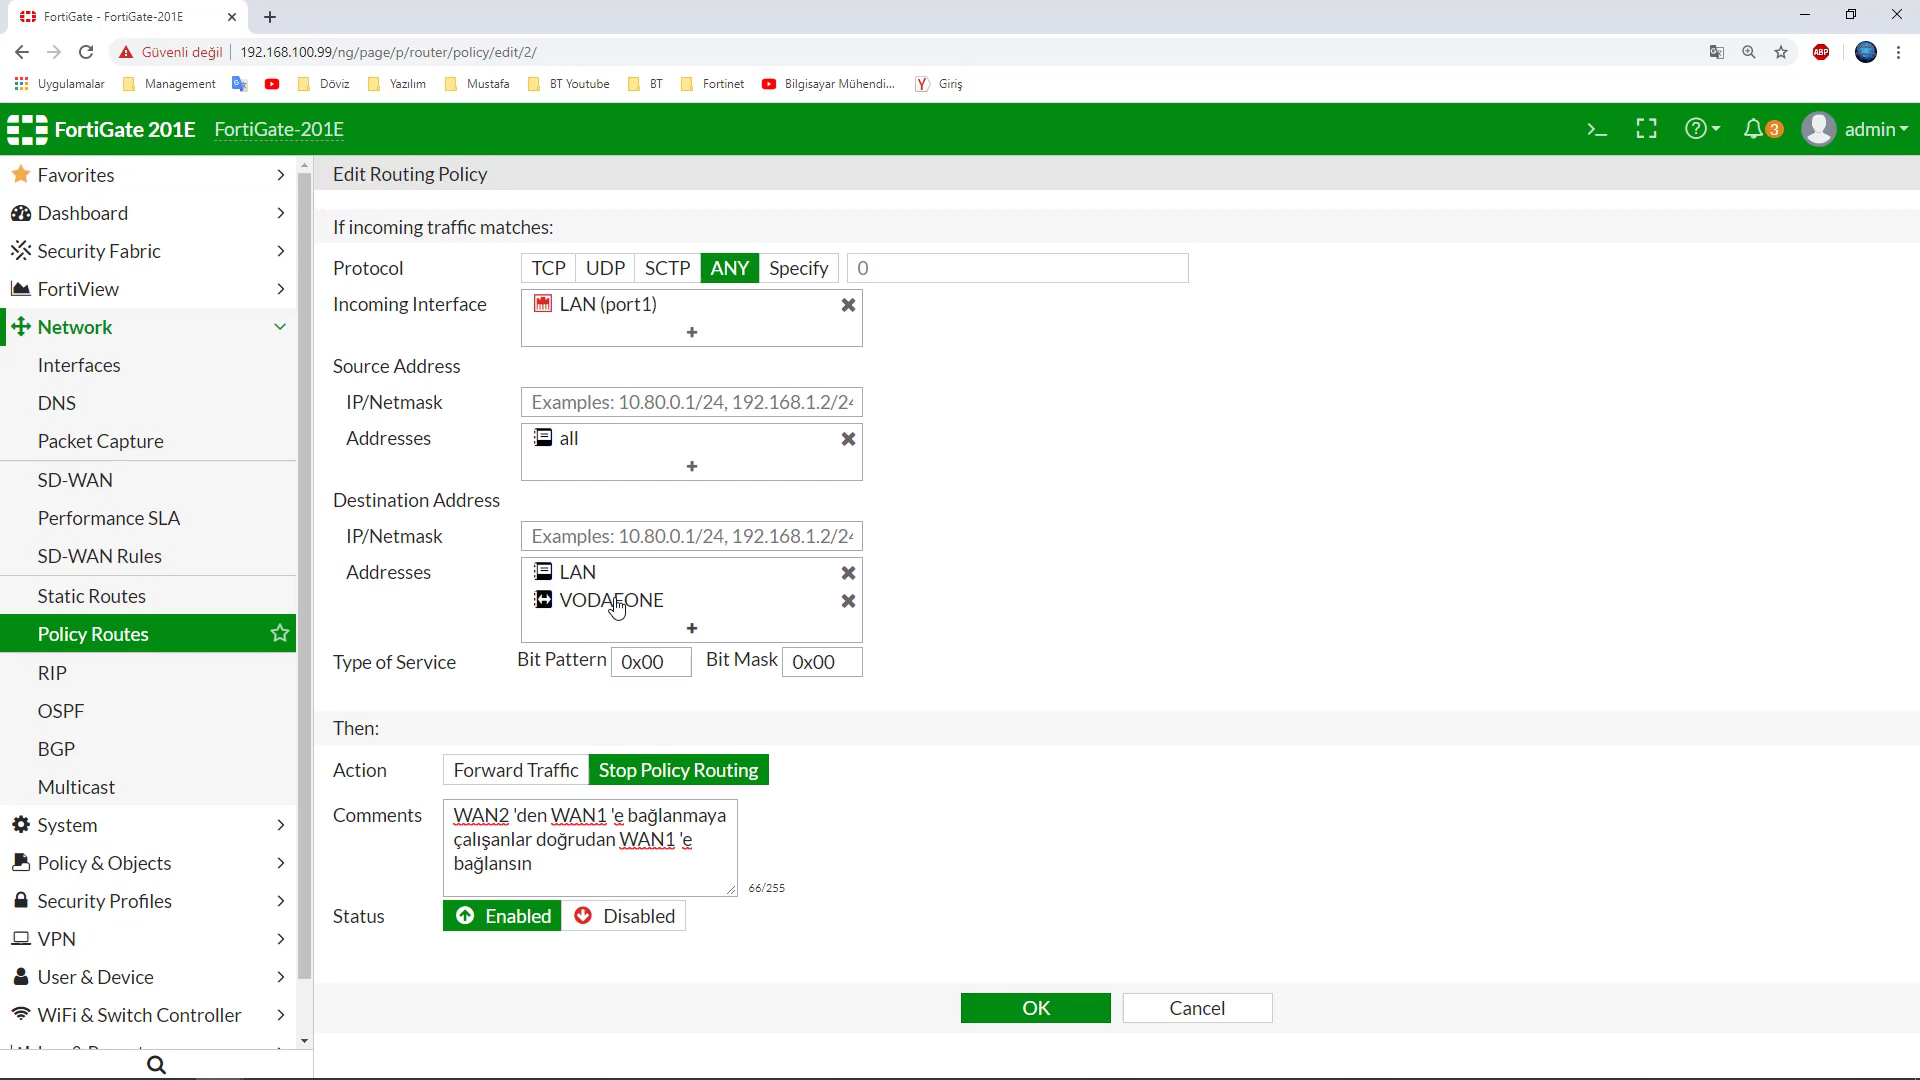 FortiGate - FortiGate-201E
Güvenli değil 192.168.100.99/ng/page/p/router/policy/edit/2/
ABP
Uygulamalar Management Döviz Yazılım Mustafa BT Youtube BT Fortinet Bilgisayar Mühendi... Giriş
FortiGate 201E FortiGate-201E 3 admin
Favorites
Dashboard
Security Fabric
FortiView
Network
Interfaces
DNS
Packet Capture
SD-WAN
Performance SLA
SD-WAN Rules
Static Routes
Policy Routes
RIP
OSPF
BGP
Multicast
System
Policy & Objects
Security Profiles
VPN
User & Device
WiFi & Switch Controller
Edit Routing Policy
If incoming traffic matches:
Protocol TCP UDP SCTP ANY Specify 0
Incoming Interface LAN (port1)
Source Address
IP/Netmask Examples: 10.80.0.1/24, 192.168.1.2/24
Addresses all
Destination Address
IP/Netmask Examples: 10.80.0.1/24, 192.168.1.2/24
Addresses LAN
VODAFONE
Type of Service Bit Pattern 0x00 Bit Mask 0x00
Then:
Action Forward Traffic Stop Policy Routing
Comments WAN2 'den WAN1 'e bağlanmaya
çalışanlar doğrudan WAN1 'e
bağlansın
66/255
Status Enabled Disabled
OK Cancel